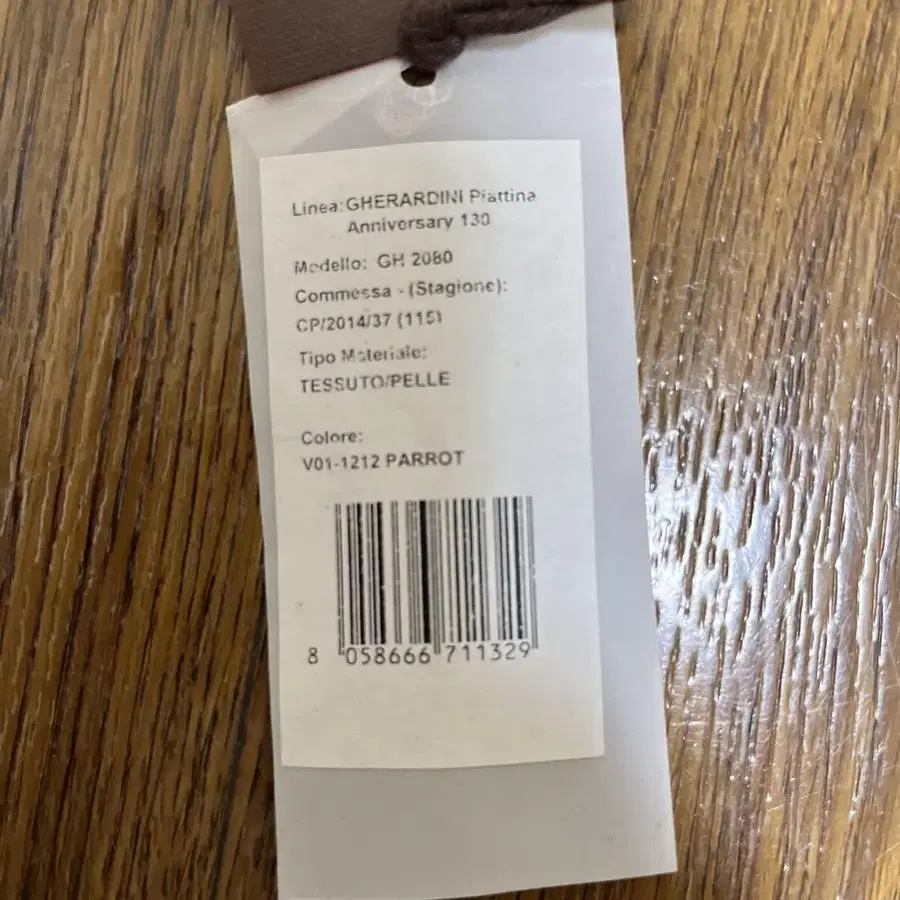 Linea: GHERARDINI Piattina
Anniversary 130
Modello: GH 2080
Commessa - (Stagione):
CP/2014/37 (115)
Tipo Materiale:
TESSUTO/PELLE
Colore:
V01-1212 PARROT
8 058666 711329